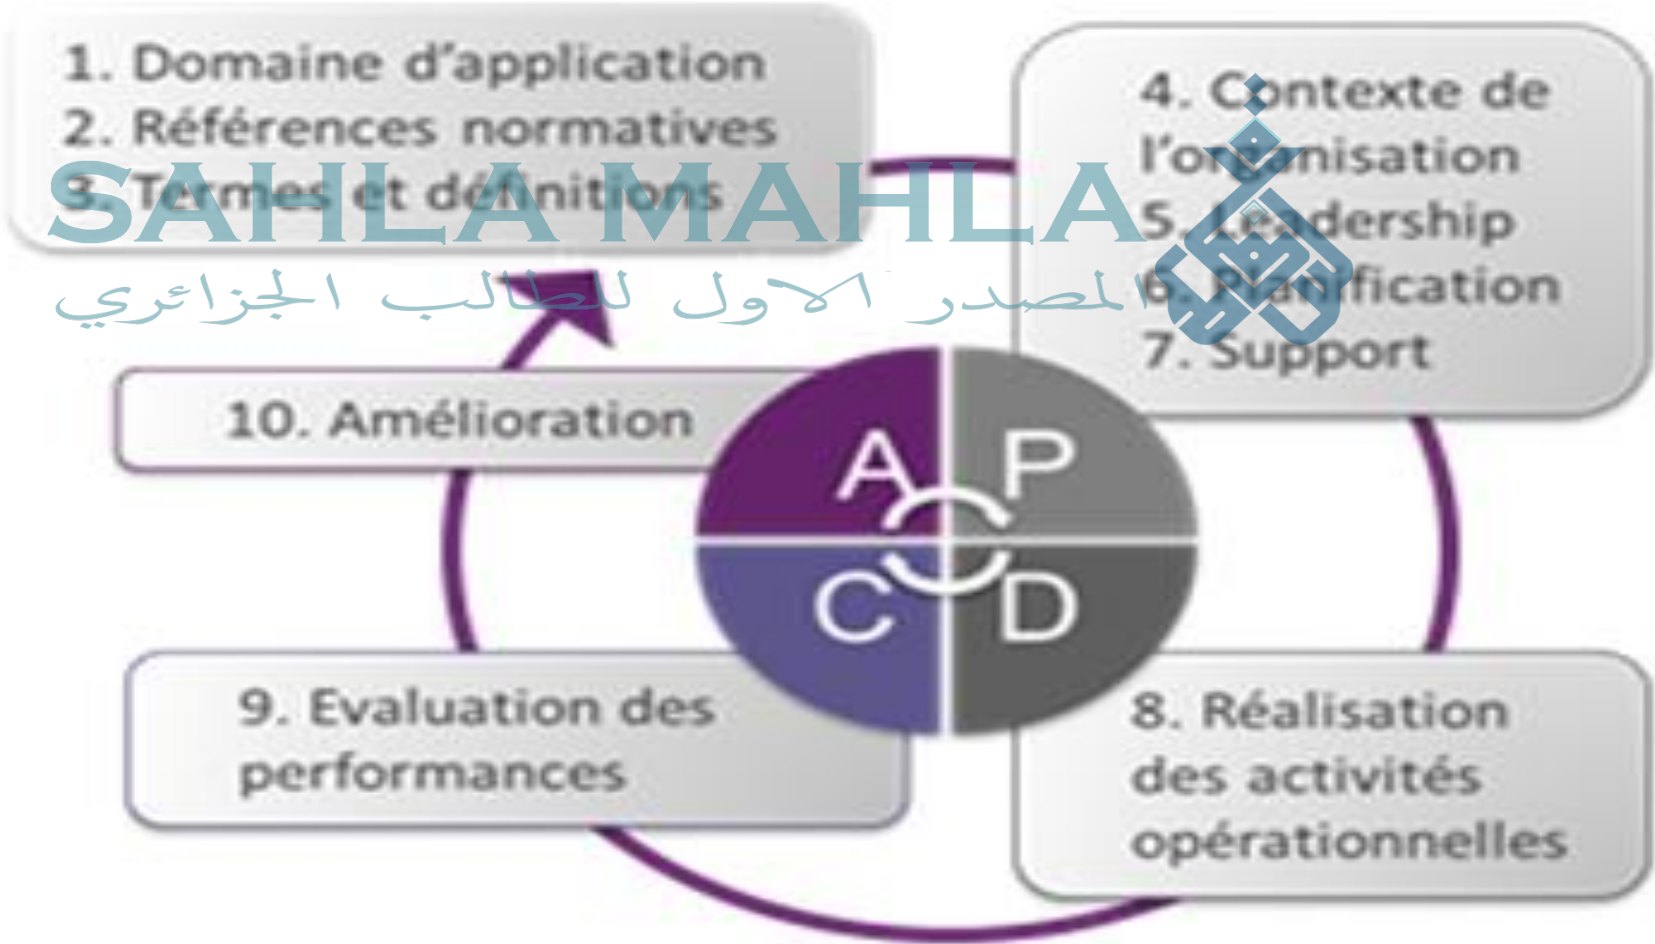 1. Domaine d’application
2. Références normatives
3. Termes et définitions
SAHLA MAHLA
المصدر الاول للطالب الجزائري
4. Contexte de
l’organisation
5. Leadership
6. Planification
7. Support
10. Amélioration
A P
C D
9. Evaluation des
performances
8. Réalisation
des activités
opérationnelles